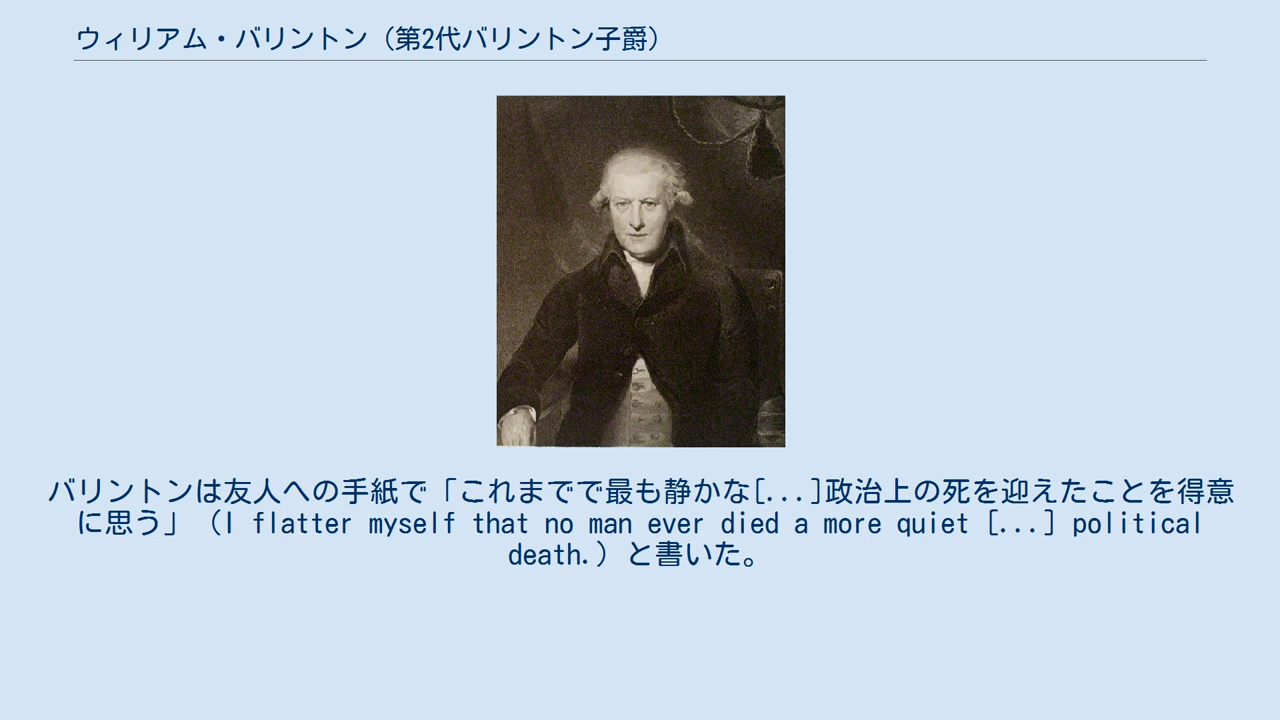 ウィリアム・バリントン（第2代バリントン子爵）
バリントンは友人への手紙で「これまでで最も静かな[...]政治上の死を迎えたことを得意
に思う」（I flatter myself that no man ever died a more quiet [...] political
death.）と書いた。